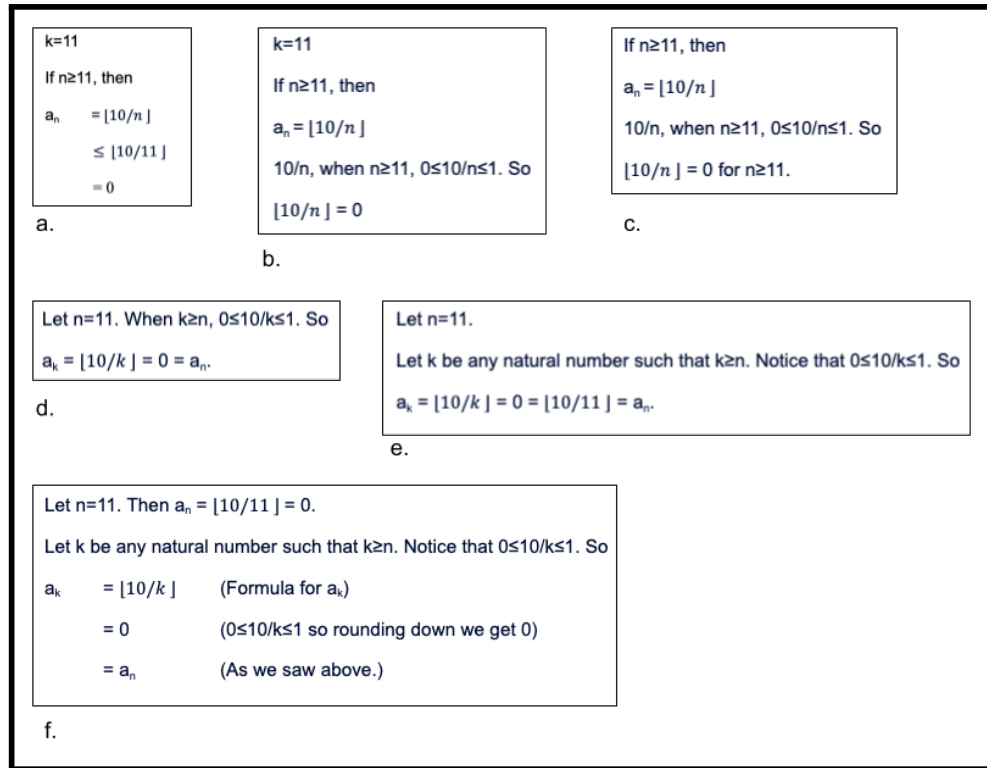 k=11
If n≥11, then
aₙ = ⌊10/n⌋
≤ ⌊10/11⌋
= 0
a.
k=11
If n≥11, then
aₙ = ⌊10/n⌋
10/n, when n≥11, 0≤10/n≤1. So
⌊10/n⌋ = 0
b.
If n≥11, then
aₙ = ⌊10/n⌋
10/n, when n≥11, 0≤10/n≤1. So
⌊10/n⌋ = 0 for n≥11.
c.
Let n=11. When k≥n, 0≤10/k≤1. So
aₖ = ⌊10/k⌋ = 0 = aₙ.
d.
Let n=11.
Let k be any natural number such that k≥n. Notice that 0≤10/k≤1. So
aₖ = ⌊10/k⌋ = 0 = ⌊10/11⌋ = aₙ.
e.
Let n=11. Then aₙ = ⌊10/11⌋ = 0.
Let k be any natural number such that k≥n. Notice that 0≤10/k≤1. So
aₖ = ⌊10/k⌋ (Formula for aₖ)
= 0 (0≤10/k≤1 so rounding down we get 0)
= aₙ (As we saw above.)
f.